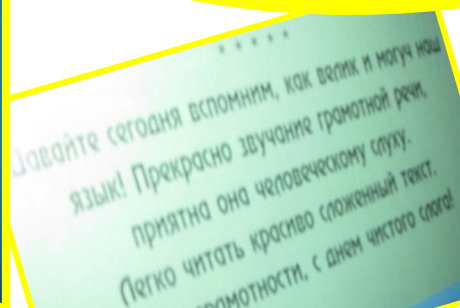 * * * * *
Давайте сегодня вспомним, как велик и могуч наш
язык! Прекрасно звучание грамотной речи,
приятна она человеческому слуху.
Легко читать красиво сложенный текст.
грамотности, с днем чистого слога!